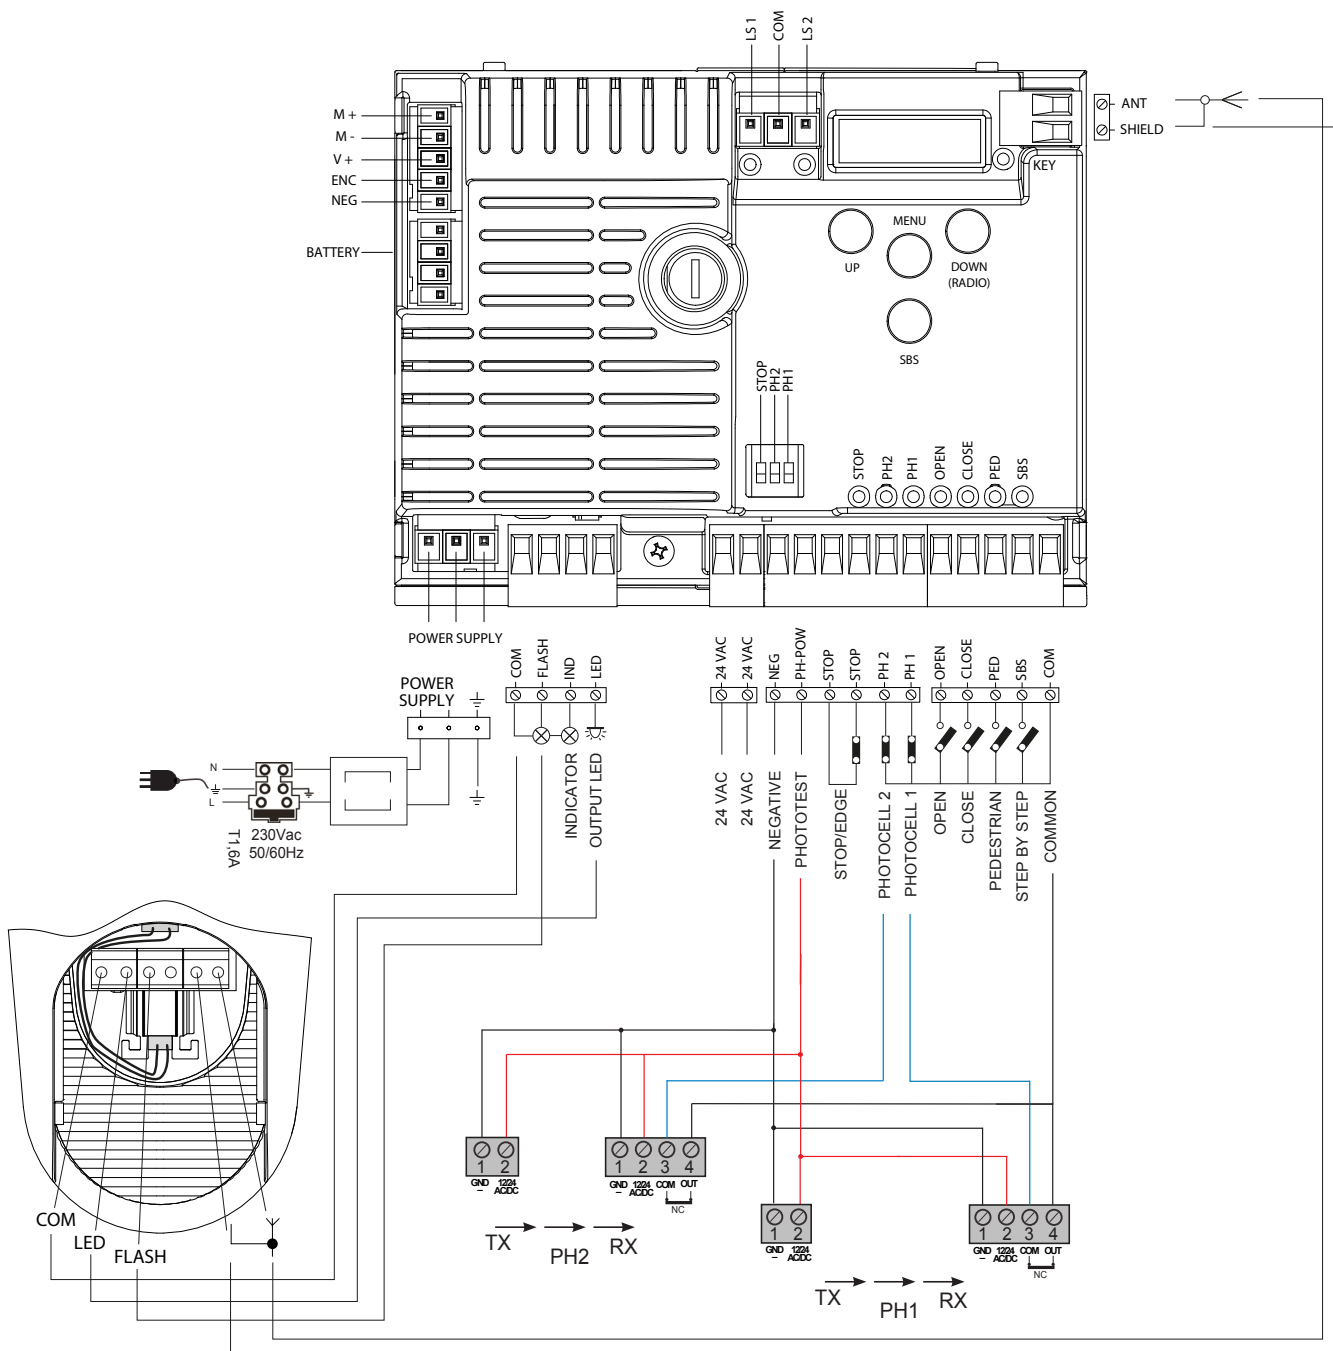 LS 1
COM
LS 2
M +
M -
V +
ENC
NEG
BATTERY
ANT
SHIELD
KEY
MENU
UP
DOWN
(RADIO)
SBS
STOP
PH2
PH1
STOP
PH2
PH1
OPEN
CLOSE
PED
SBS
POWER SUPPLY
COM
FLASH
IND
LED
24 VAC
24 VAC
NEG
PH-POW
STOP
STOP
PH 2
PH 1
OPEN
CLOSE
PED
SBS
COM
POWER
SUPPLY
N
L
T1,6A
230Vac
50/60Hz
INDICATOR
OUTPUT LED
24 VAC
24 VAC
NEGATIVE
PHOTOTEST
STOP/EDGE
PHOTOCELL 2
PHOTOCELL 1
OPEN
CLOSE
PEDESTRIAN
STEP BY STEP
COMMON
1 2
GND 12/24
– AC/DC
1 2 3 4
GND 12/24 COM OUT
– AC/DC
NC
TX PH2 RX
1 2
GND 12/24
– AC/DC
1 2 3 4
GND 12/24 COM OUT
– AC/DC
NC
TX PH1 RX
COM
LED
FLASH